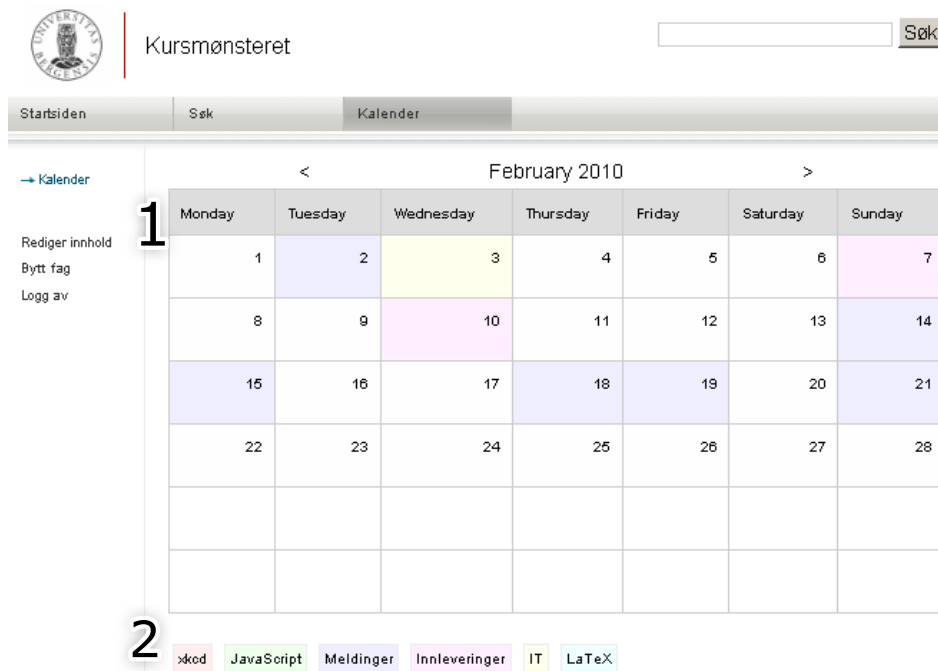 UNIVERSITAS BERGENSIS
Kursmønsteret
Søk
Startsiden Søk Kalender
→ Kalender
< February 2010 >
1
Monday Tuesday Wednesday Thursday Friday Saturday Sunday
Rediger innhold
Bytt fag
Logg av
1 2 3 4 5 6 7
8 9 10 11 12 13 14
15 16 17 18 19 20 21
22 23 24 25 26 27 28
2
xkcd JavaScript Meldinger Innleveringer IT LaTeX